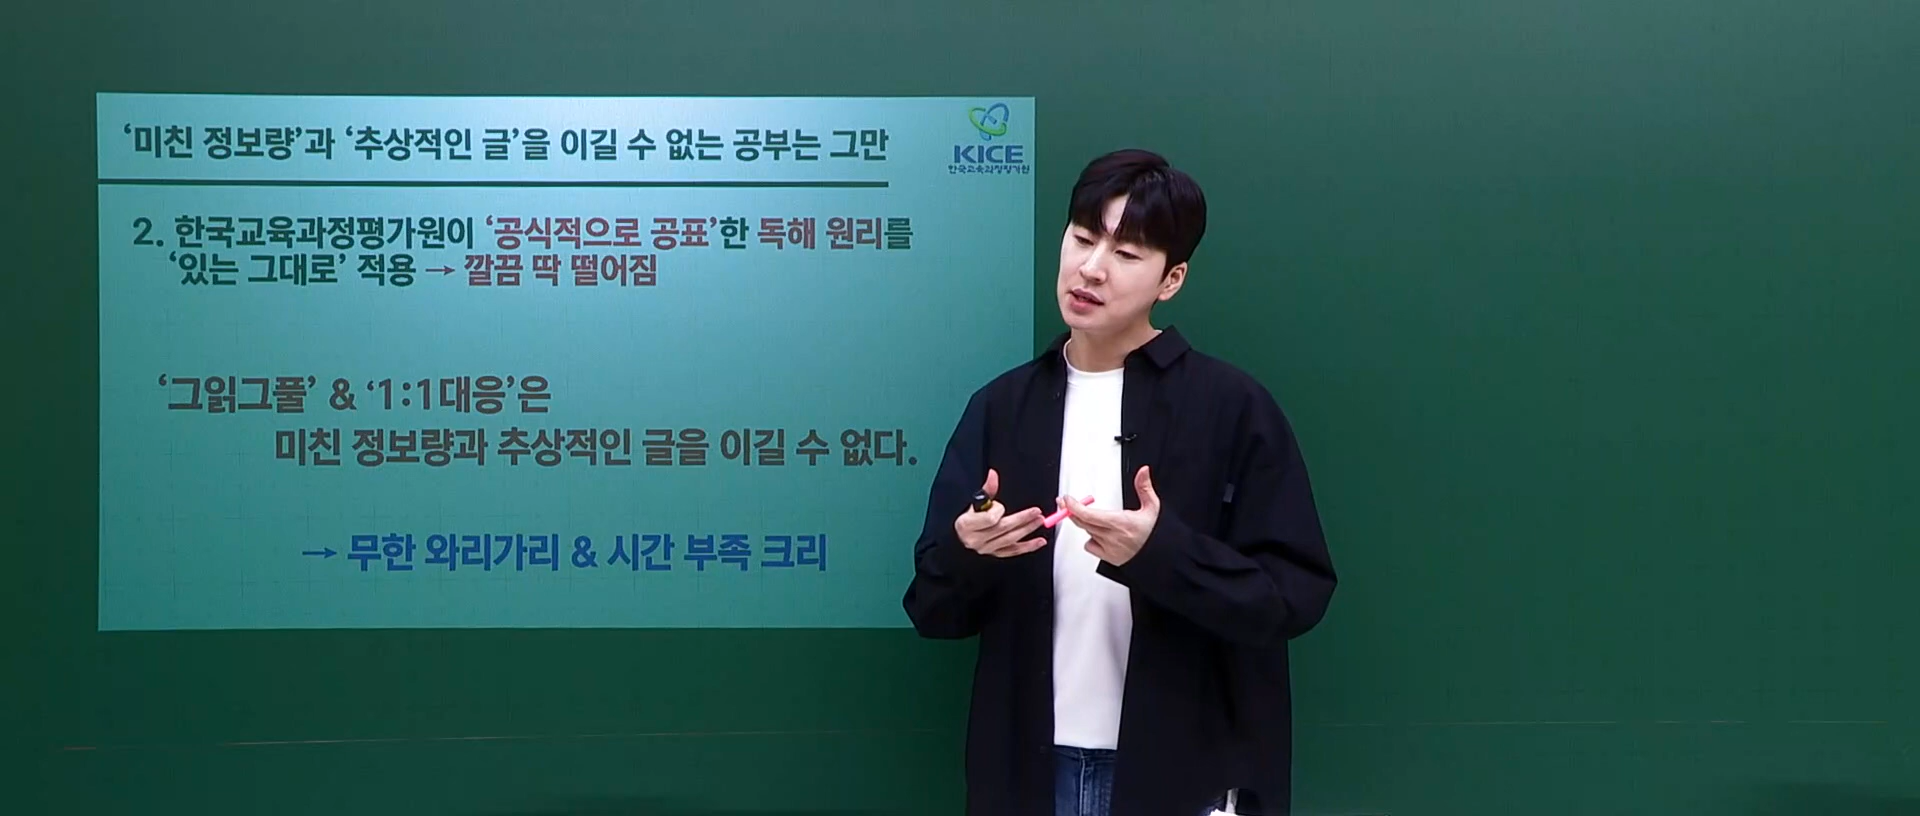 ‘미친 정보량’과 ‘추상적인 글’을 이길 수 없는 공부는 그만
KICE
한국교육과정평가원
2. 한국교육과정평가원이 ‘공식적으로 공표’한 독해 원리를
‘있는 그대로’ 적용 → 깔끔 딱 떨어짐
‘그읽그풀’ & ‘1:1대응’은
미친 정보량과 추상적인 글을 이길 수 없다.
→ 무한 와리가리 & 시간 부족 크리